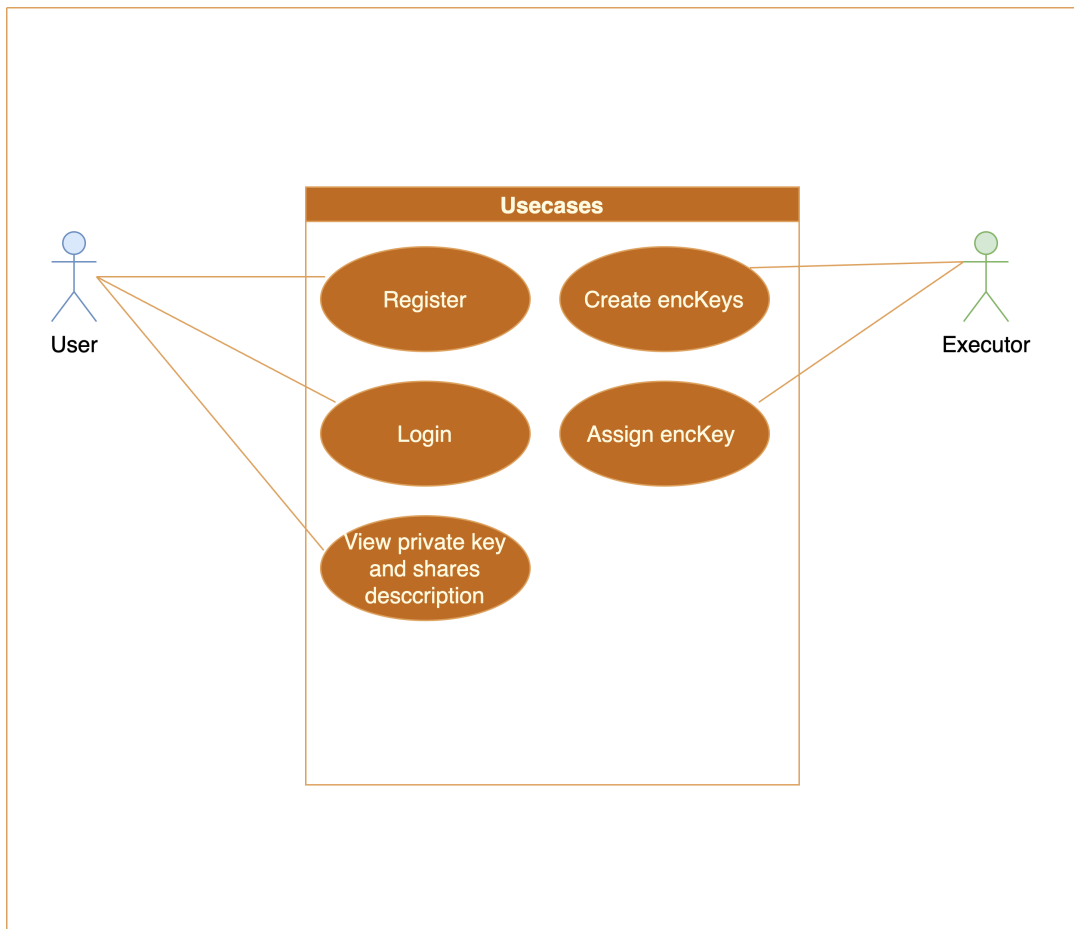 Usecases
User
Register
Create encKeys
Executor
Login
Assign encKey
View private key
and shares
desccription